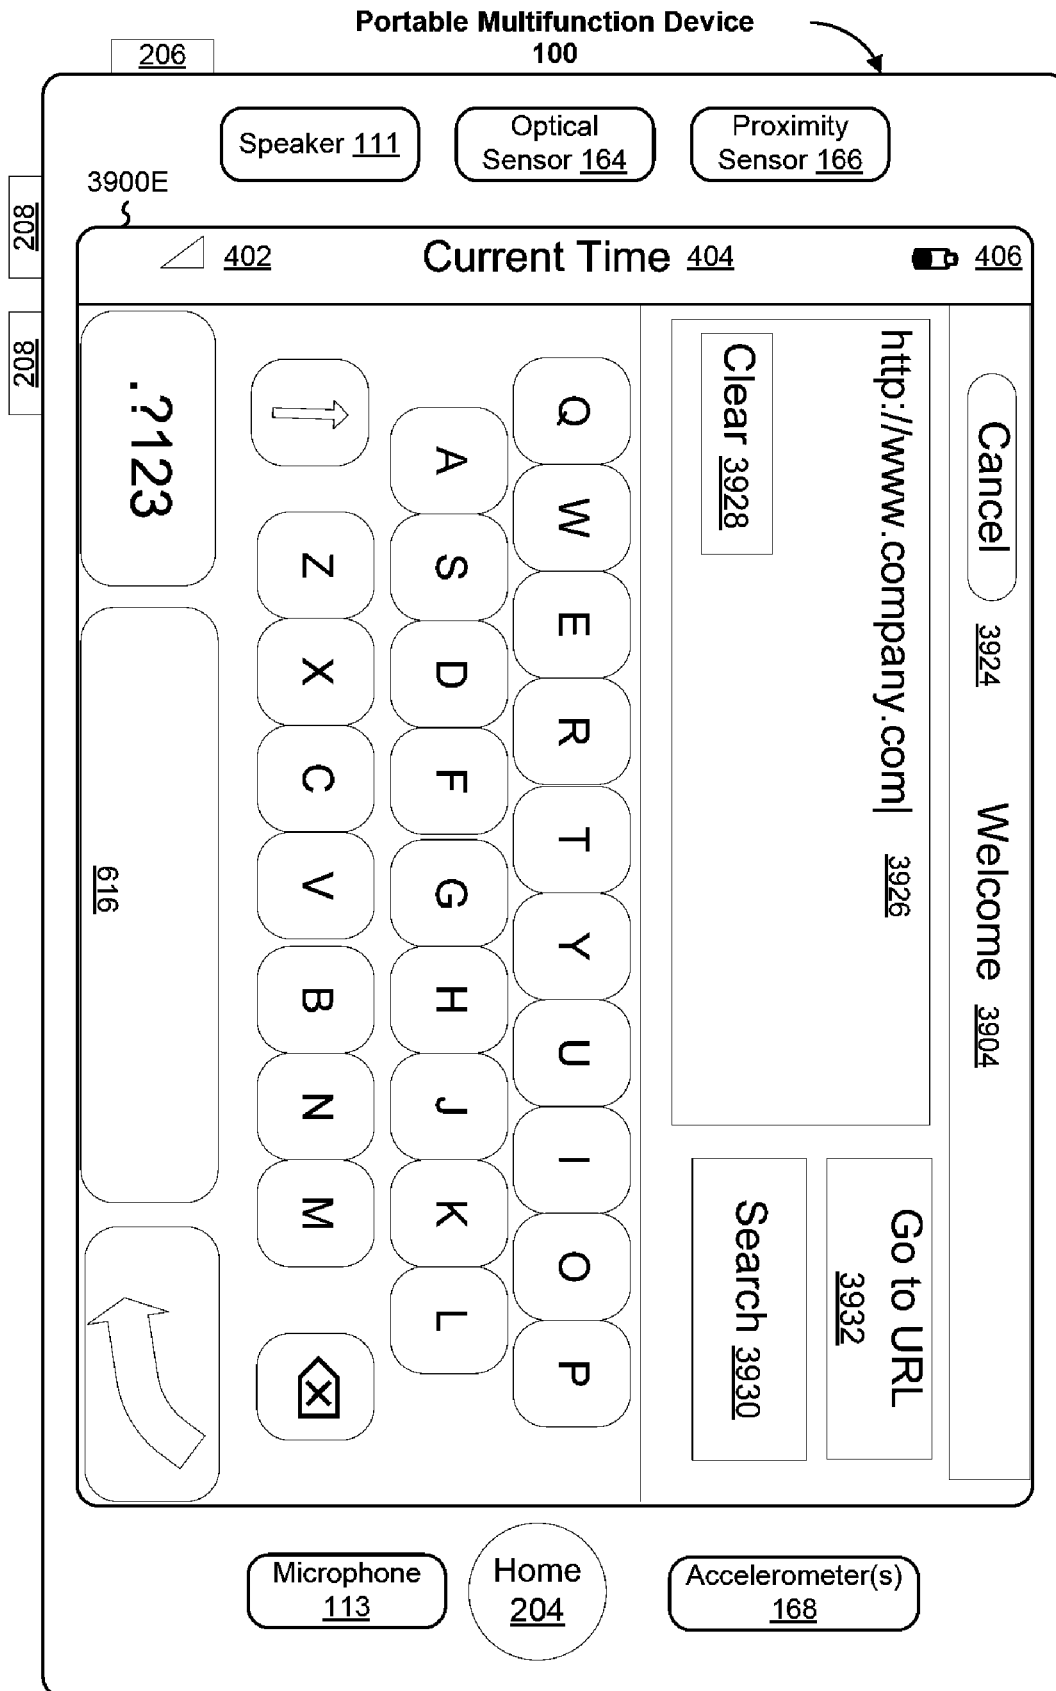 Portable Multifunction Device
100
206
Speaker 111
Optical
Sensor 164
Proximity
Sensor 166
208
208
3900E
402
Current Time 404
406
Cancel 3924
Welcome 3904
http://www.company.com| 3926
Clear 3928
Go to URL
3932
Search 3930
Q W E R T Y U I O P
A S D F G H J K L
Z X C V B N M
.?123
616
Microphone
113
Home
204
Accelerometer(s)
168